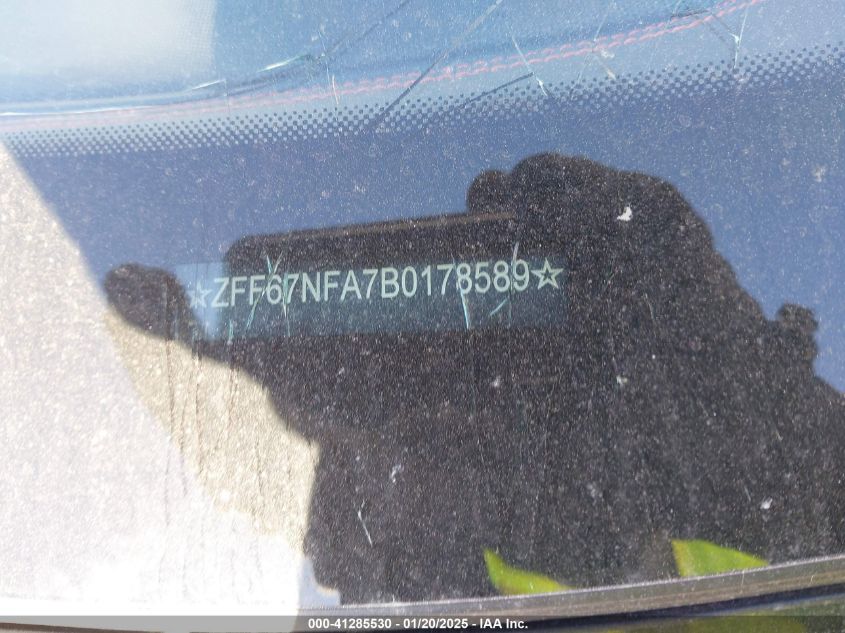 ☆ZFF67NFA7B0178589☆
000-41285530 - 01/20/2025 - IAA Inc.